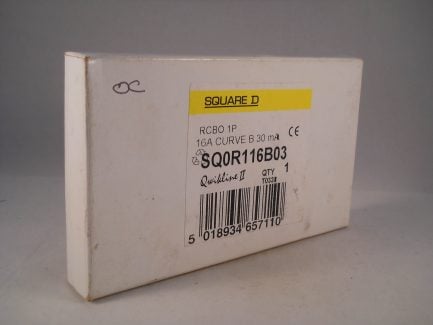 OC
SQUARE D
RCBO 1P
16A CURVE B 30 mA CE
SQ0R116B03
Qwikline II QTY 1
5 018934 657110